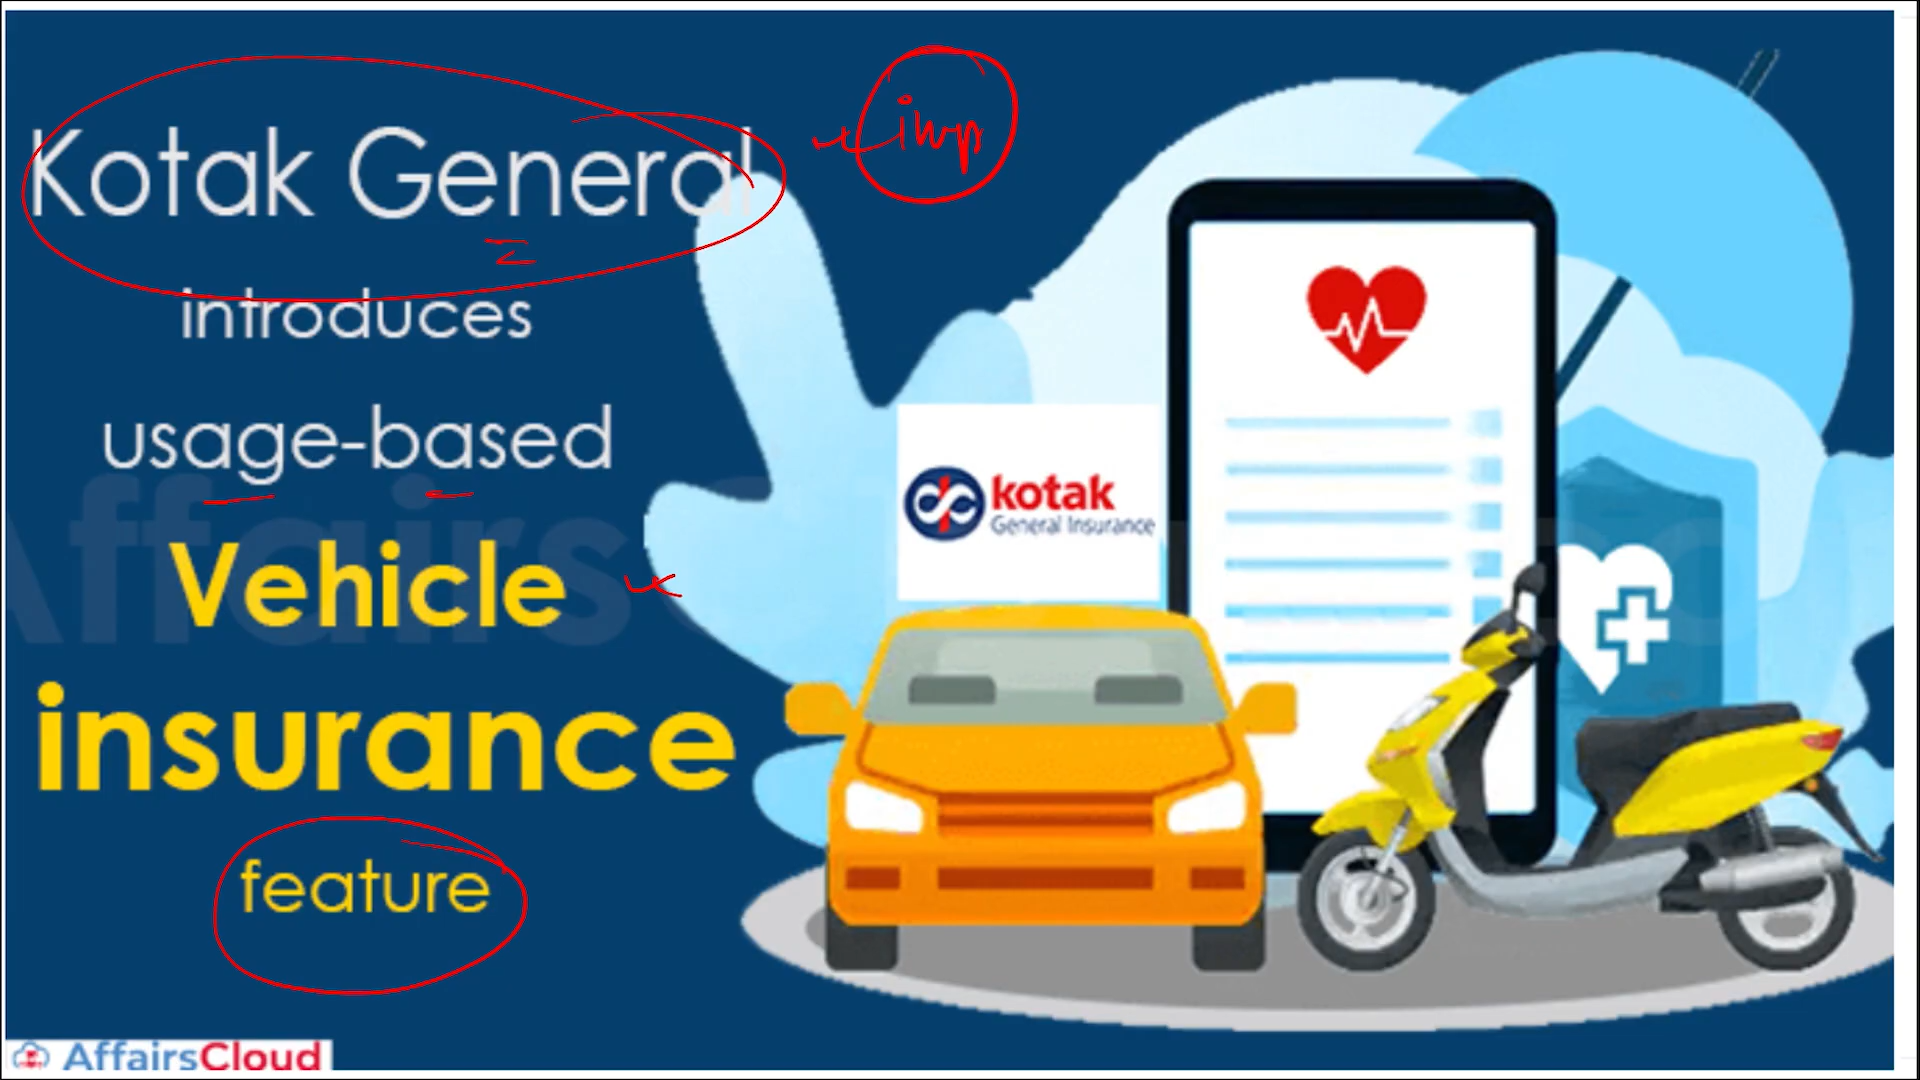 Kotak General
imp
introduces
usage-based
Vehicle
insurance
feature
kotak
General Insurance
AffairsCloud